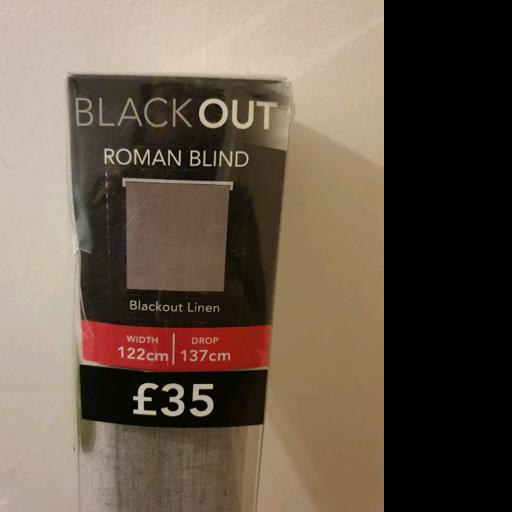 BLACKOUT
ROMAN BLIND
Blackout Linen
WIDTH DROP
122cm 137cm
£35